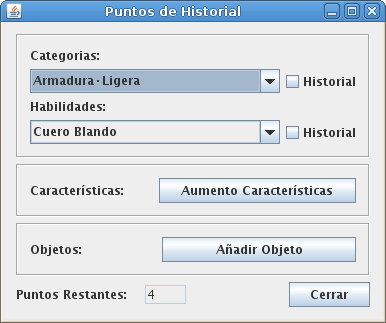 Puntos de Historial
Categorias:
Armadura·Ligera
Historial
Habilidades:
Cuero Blando
Historial
Características:
Aumento Características
Objetos:
Añadir Objeto
Puntos Restantes:
4
Cerrar